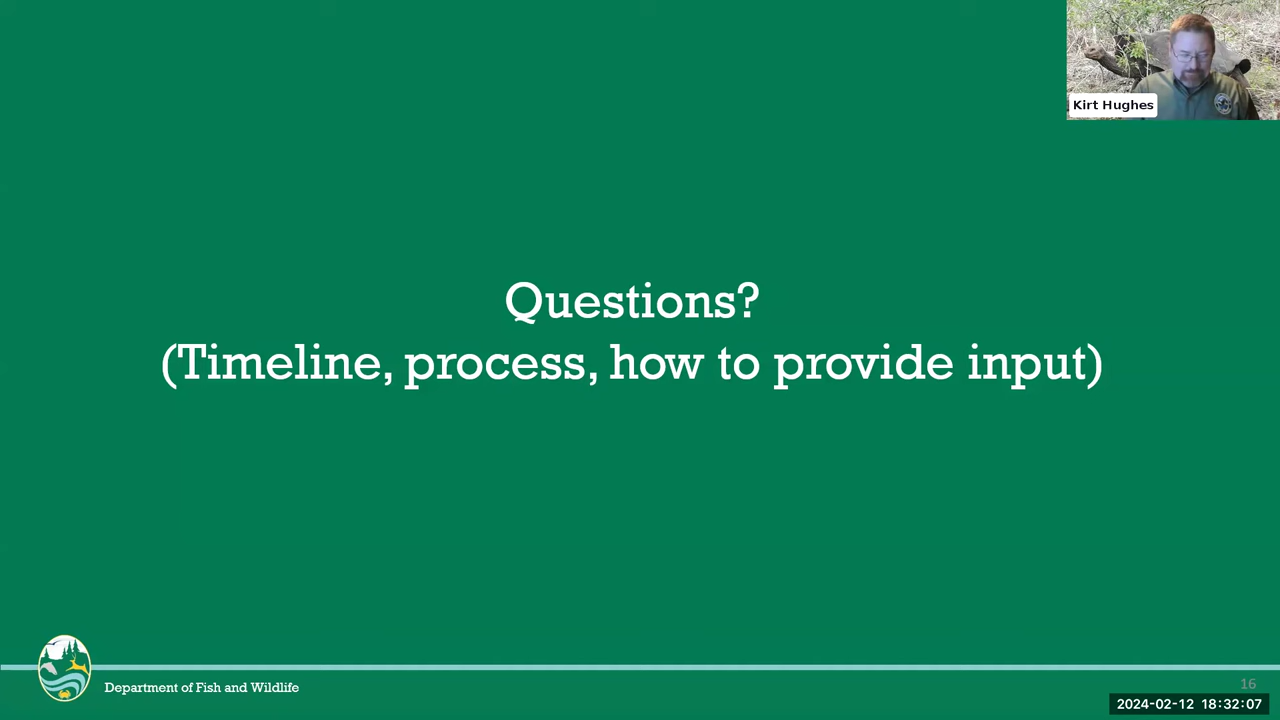 Kirt Hughes
Questions?
(Timeline, process, how to provide input)
Department of Fish and Wildlife
16
2024-02-12 18:32:07